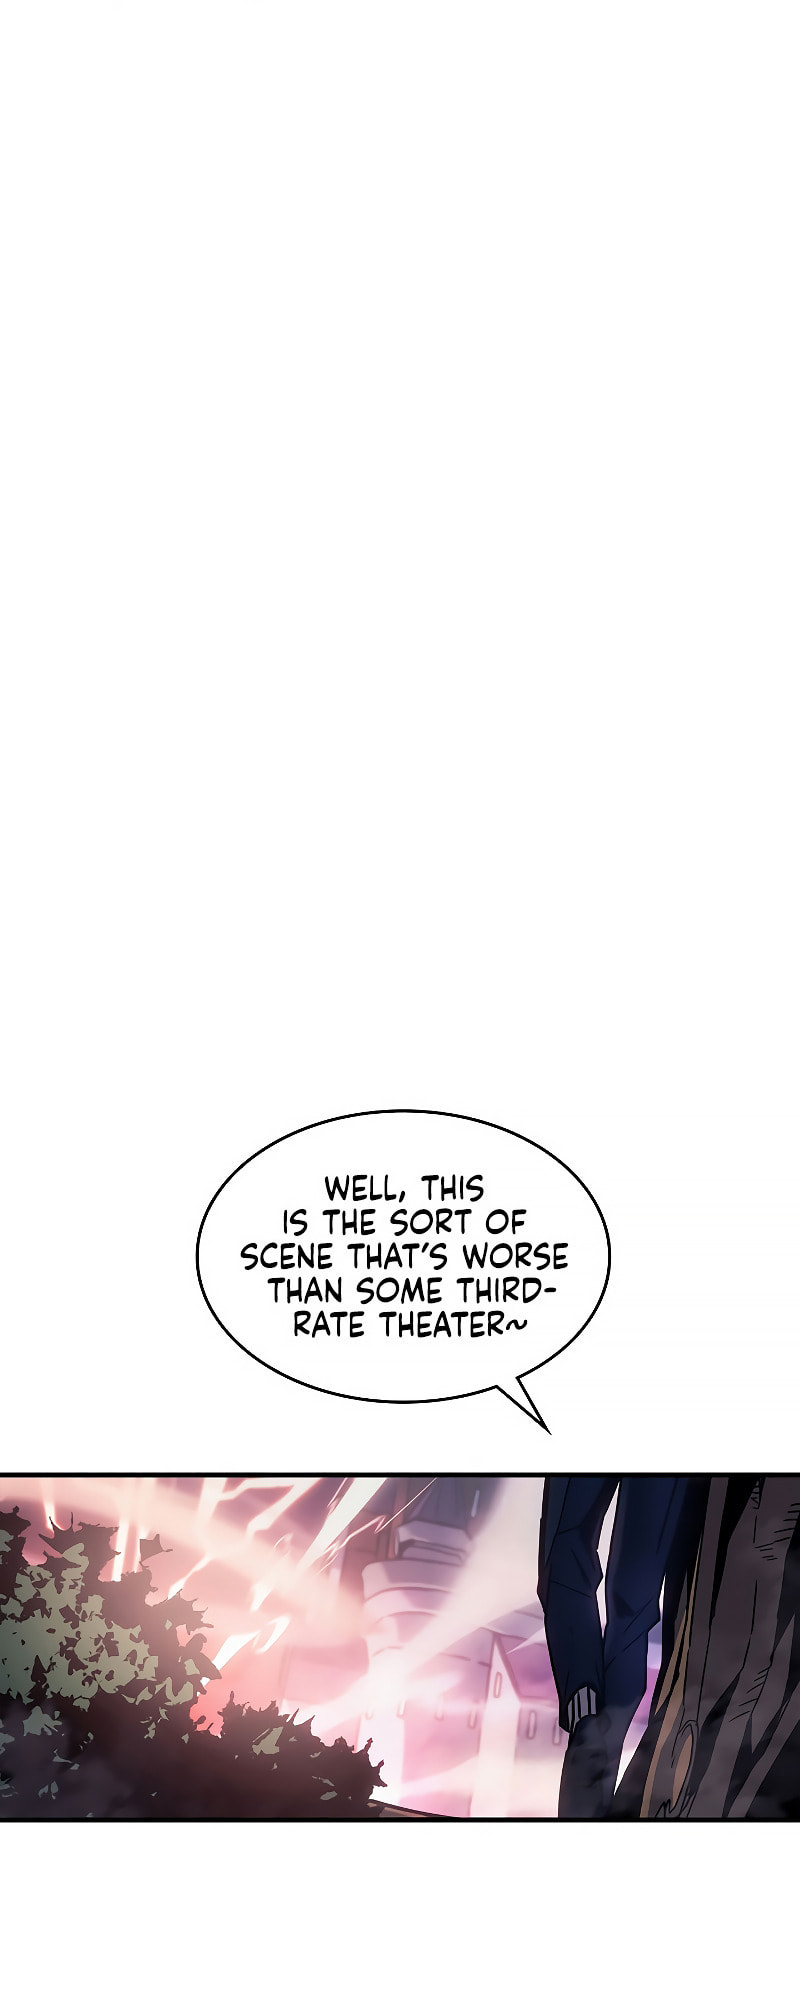 WELL, THIS
IS THE SORT OF
SCENE THAT'S WORSE
THAN SOME THIRD-
RATE THEATER~